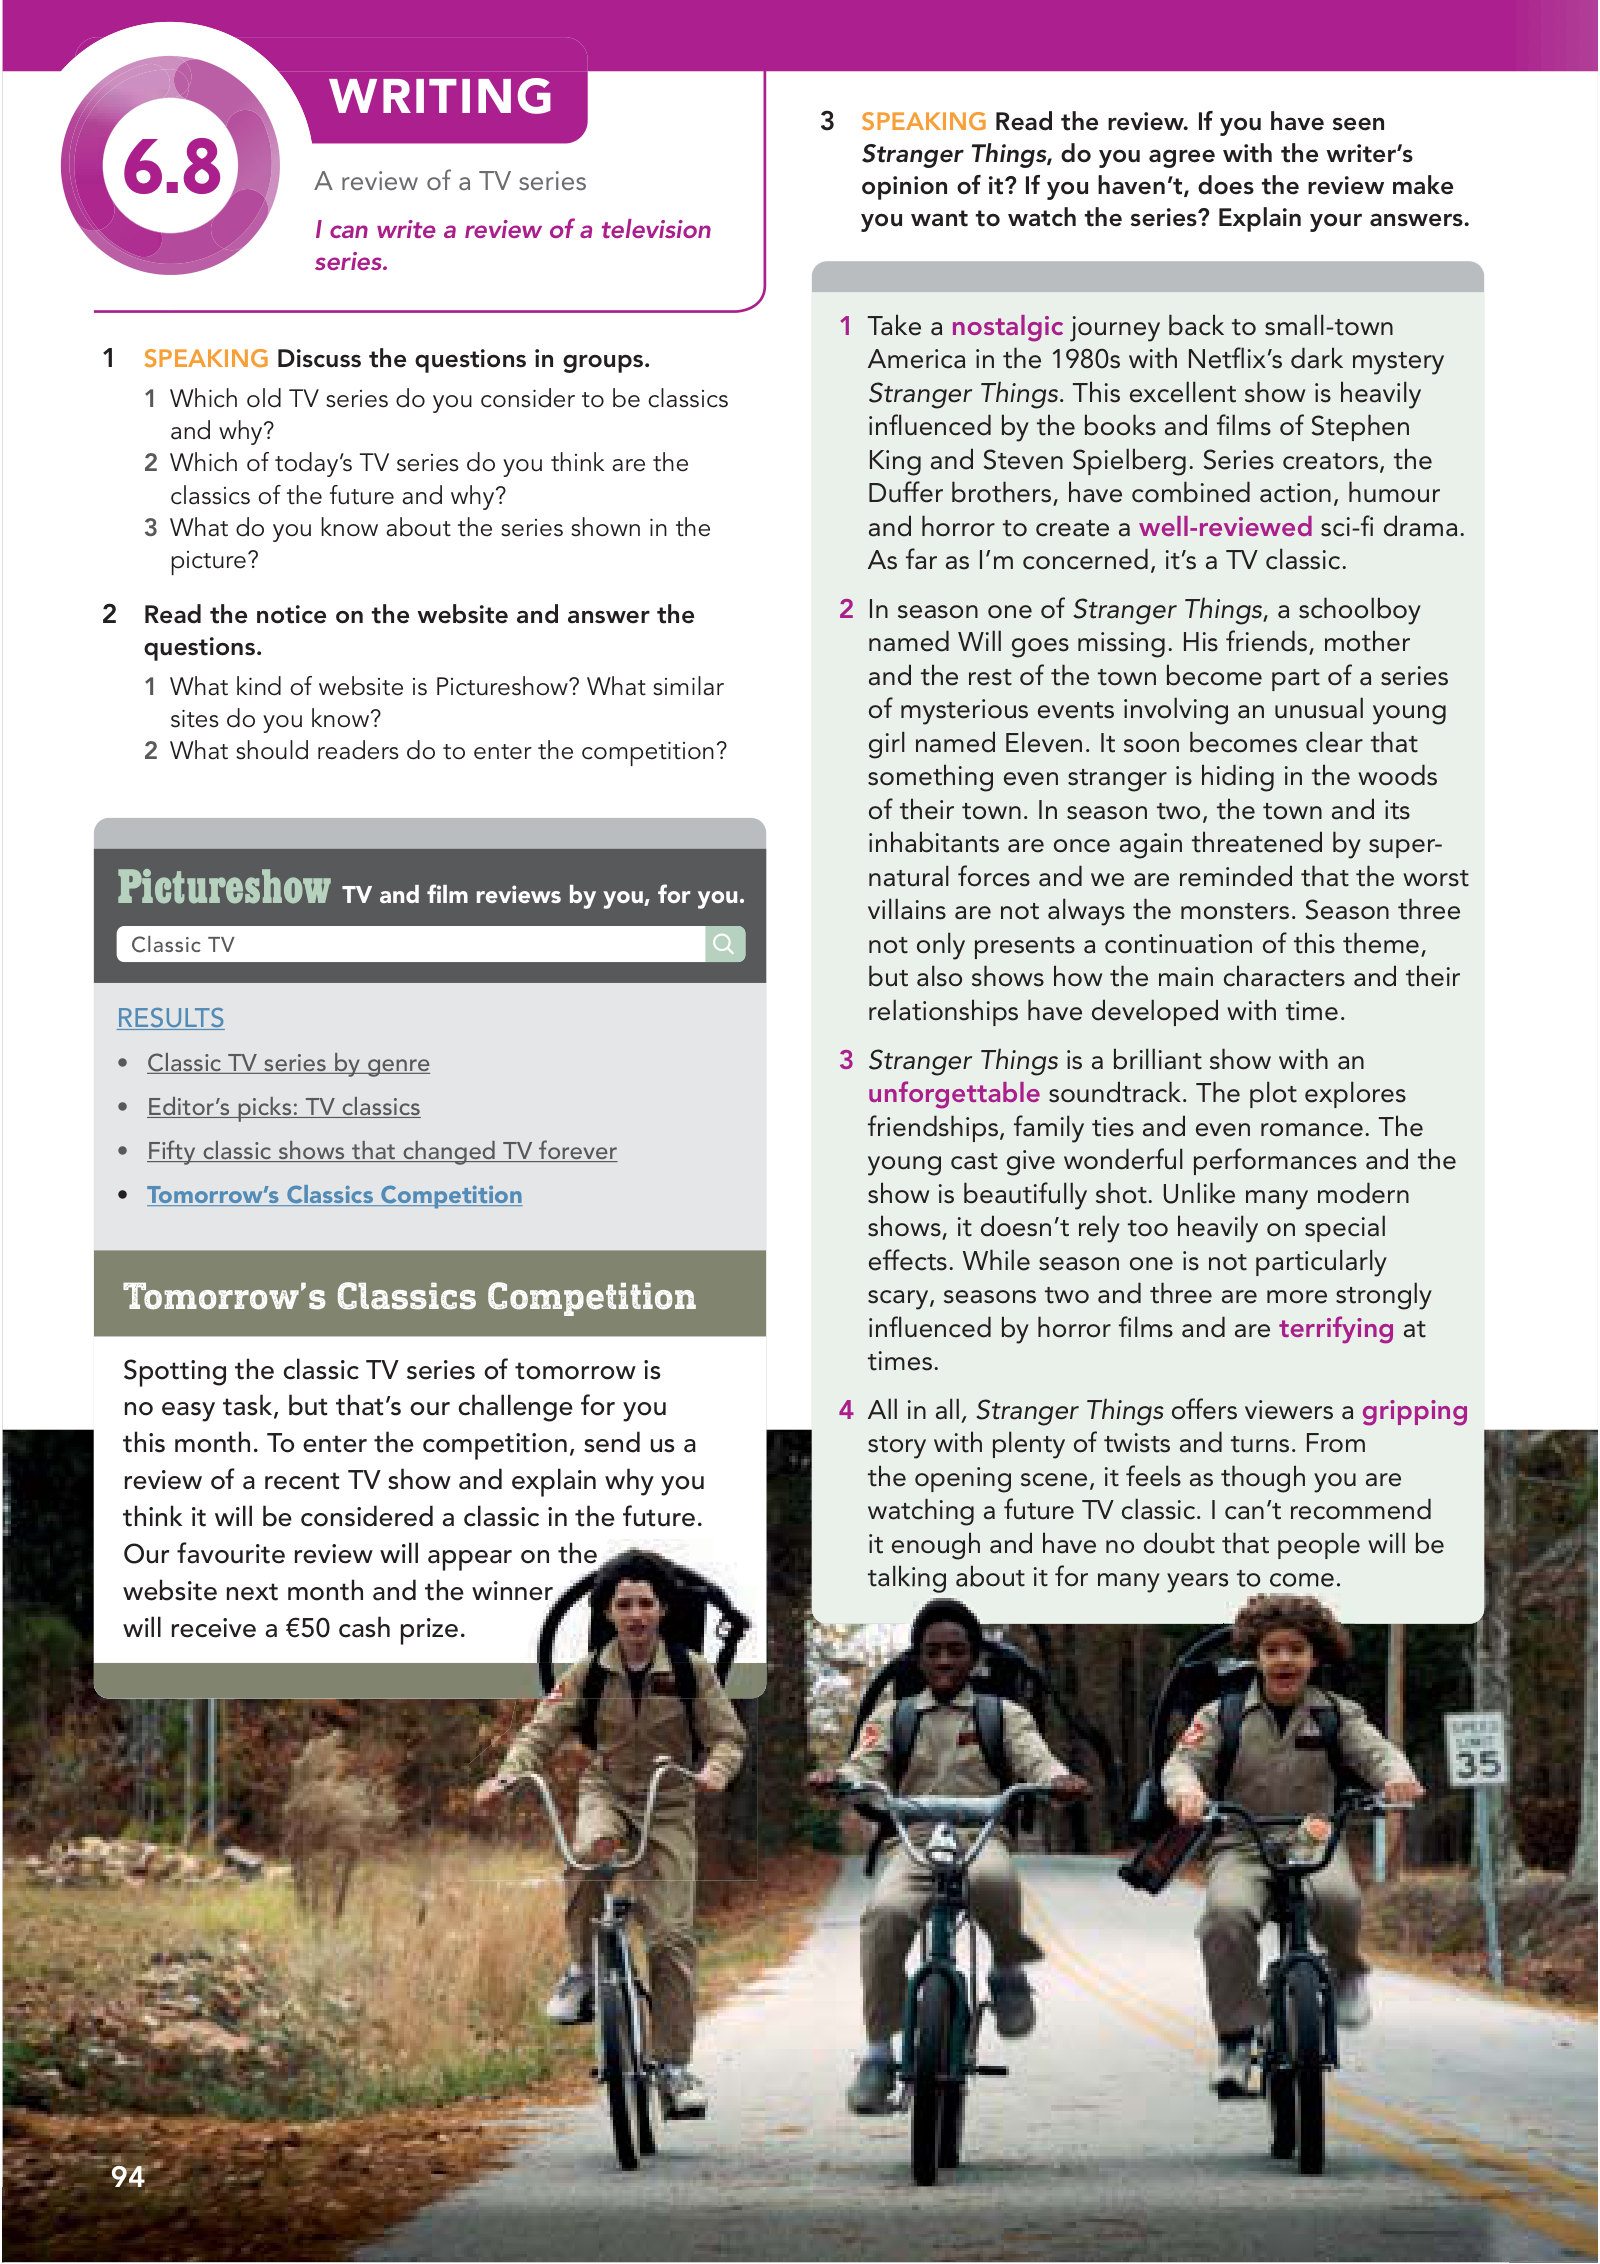 WRITING
6.8
A review of a TV series
I can write a review of a television
series.
1 SPEAKING Discuss the questions in groups.
1 Which old TV series do you consider to be classics
and why?
2 Which of today's TV series do you think are the
classics of the future and why?
3 What do you know about the series shown in the
picture?
2 Read the notice on the website and answer the
questions.
1 What kind of website is Pictureshow? What similar
sites do you know?
2 What should readers do to enter the competition?
Pictureshow TV and film reviews by you, for you.
Classic TV
RESULTS
• Classic TV series by genre
• Editor's picks: TV classics
• Fifty classic shows that changed TV forever
• Tomorrow's Classics Competition
Tomorrow's Classics Competition
Spotting the classic TV series of tomorrow is
no easy task, but that's our challenge for you
this month. To enter the competition, send us a
review of a recent TV show and explain why you
think it will be considered a classic in the future.
Our favourite review will appear on the
website next month and the winner
will receive a €50 cash prize.
3 SPEAKING Read the review. If you have seen
Stranger Things, do you agree with the writer's
opinion of it? If you haven't, does the review make
you want to watch the series? Explain your answers.
1 Take a nostalgic journey back to small-town
America in the 1980s with Netflix's dark mystery
Stranger Things. This excellent show is heavily
influenced by the books and films of Stephen
King and Steven Spielberg. Series creators, the
Duffer brothers, have combined action, humour
and horror to create a well-reviewed sci-fi drama.
As far as I'm concerned, it's a TV classic.
2 In season one of Stranger Things, a schoolboy
named Will goes missing. His friends, mother
and the rest of the town become part of a series
of mysterious events involving an unusual young
girl named Eleven. It soon becomes clear that
something even stranger is hiding in the woods
of their town. In season two, the town and its
inhabitants are once again threatened by super-
natural forces and we are reminded that the worst
villains are not always the monsters. Season three
not only presents a continuation of this theme,
but also shows how the main characters and their
relationships have developed with time.
3 Stranger Things is a brilliant show with an
unforgettable soundtrack. The plot explores
friendships, family ties and even romance. The
young cast give wonderful performances and the
show is beautifully shot. Unlike many modern
shows, it doesn't rely too heavily on special
effects. While season one is not particularly
scary, seasons two and three are more strongly
influenced by horror films and are terrifying at
times.
4 All in all, Stranger Things offers viewers a gripping
story with plenty of twists and turns. From
the opening scene, it feels as though you are
watching a future TV classic. I can't recommend
it enough and have no doubt that people will be
talking about it for many years to come.
SPEED
LIMIT
35
94